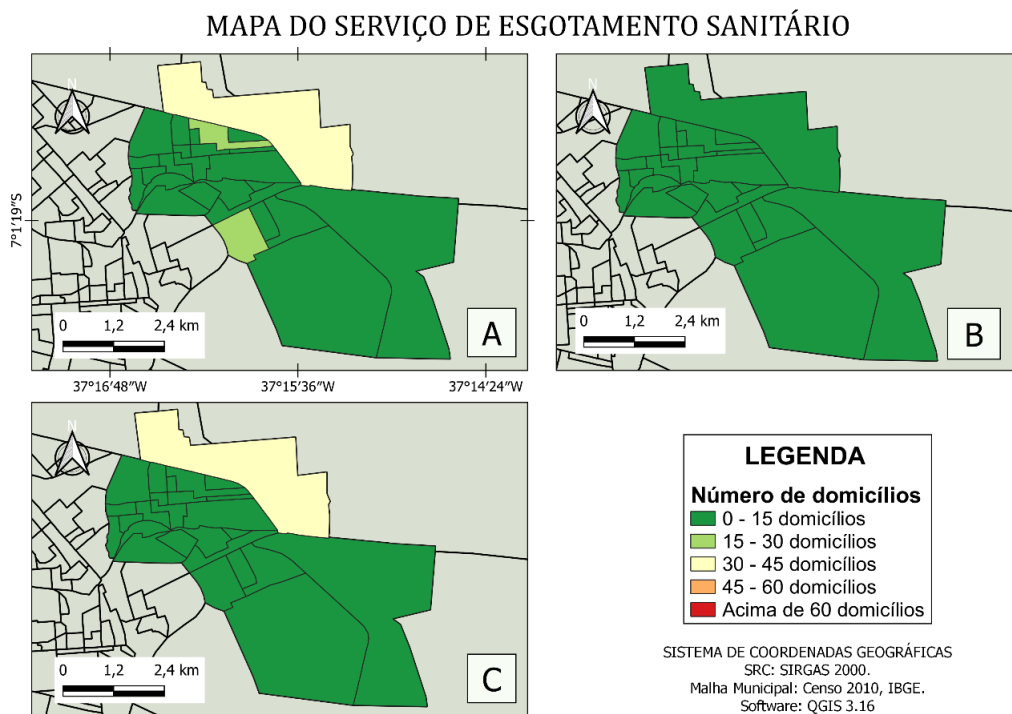 MAPA DO SERVIÇO DE ESGOTAMENTO SANITÁRIO
N
7°1'19"S
0 1,2 2,4 km
A
37°16'48"W 37°15'36"W 37°14'24"W
N
0 1,2 2,4 km
B
N
0 1,2 2,4 km
C
LEGENDA
Número de domicílios
0 - 15 domicílios
15 - 30 domicílios
30 - 45 domicílios
45 - 60 domicílios
Acima de 60 domicílios
SISTEMA DE COORDENADAS GEOGRÁFICAS
SRC: SIRGAS 2000.
Malha Municipal: Censo 2010, IBGE.
Software: QGIS 3.16